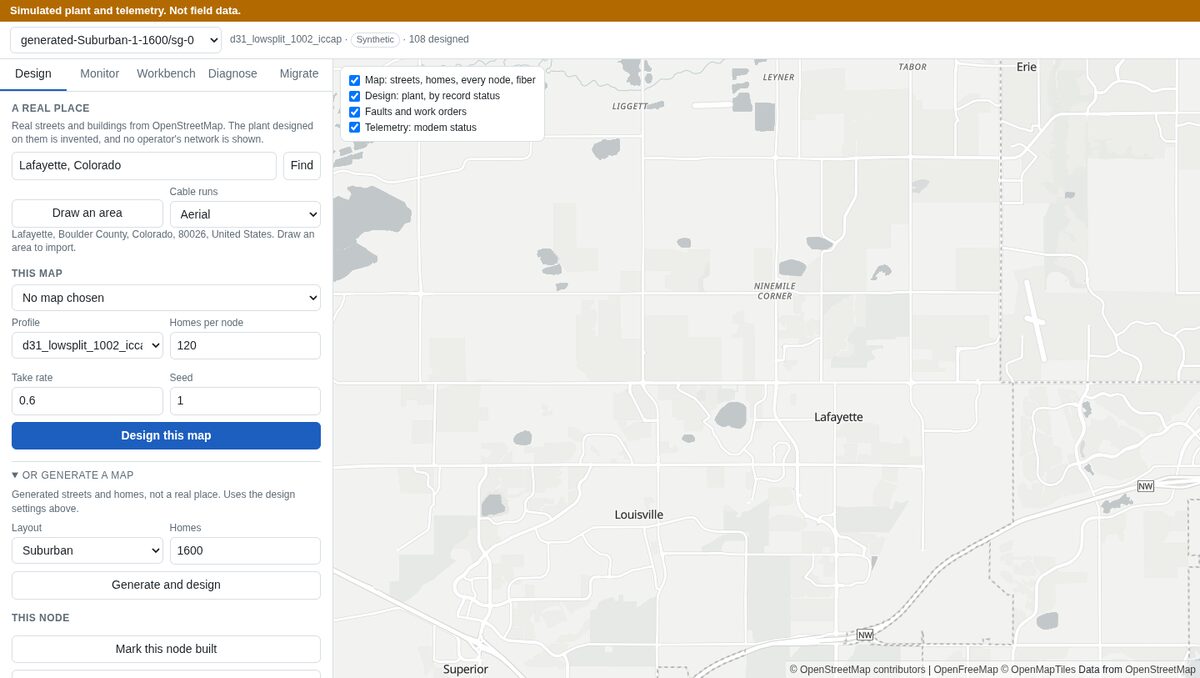 Simulated plant and telemetry. Not field data.
generated-Suburban-1-1600/sg-0
d31_lowsplit_1002_iccap · Synthetic · 108 designed
Design Monitor Workbench Diagnose Migrate
A REAL PLACE
Real streets and buildings from OpenStreetMap. The plant designed
on them is invented, and no operator's network is shown.
Lafayette, Colorado
Find
Cable runs
Draw an area
Aerial
Lafayette, Boulder County, Colorado, 80026, United States. Draw an
area to import.
THIS MAP
No map chosen
Profile
Homes per node
d31_lowsplit_1002_icca
120
Take rate
Seed
0.6
1
Design this map
OR GENERATE A MAP
Generated streets and homes, not a real place. Uses the design
settings above.
Layout
Homes
Suburban
1600
Generate and design
THIS NODE
Mark this node built
Map: streets, homes, every node, fiber
Design: plant, by record status
Faults and work orders
Telemetry: modem status
LEYNER
TABOR
Erie
LIGGETT
NINEMILE
CORNER
Lafayette
NW
Louisville
NW
Superior
© OpenStreetMap contributors | OpenFreeMap © OpenMapTiles Data from OpenStreetMap